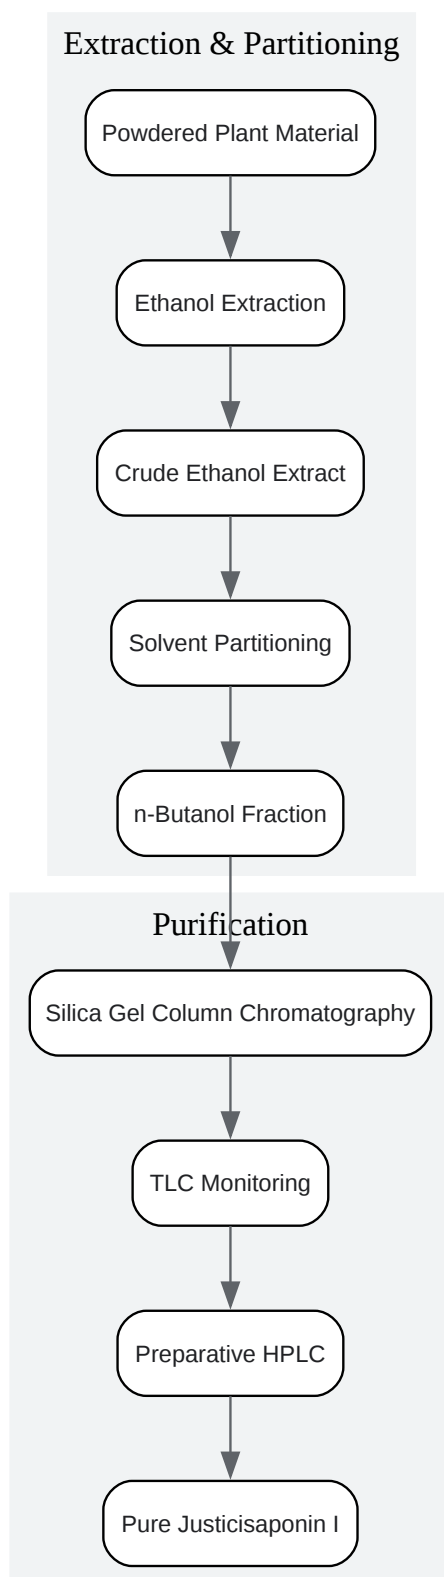 Extraction & Partitioning
Powdered Plant Material
Ethanol Extraction
Crude Ethanol Extract
Solvent Partitioning
n-Butanol Fraction
Purification
Silica Gel Column Chromatography
TLC Monitoring
Preparative HPLC
Pure Justicisaponin I